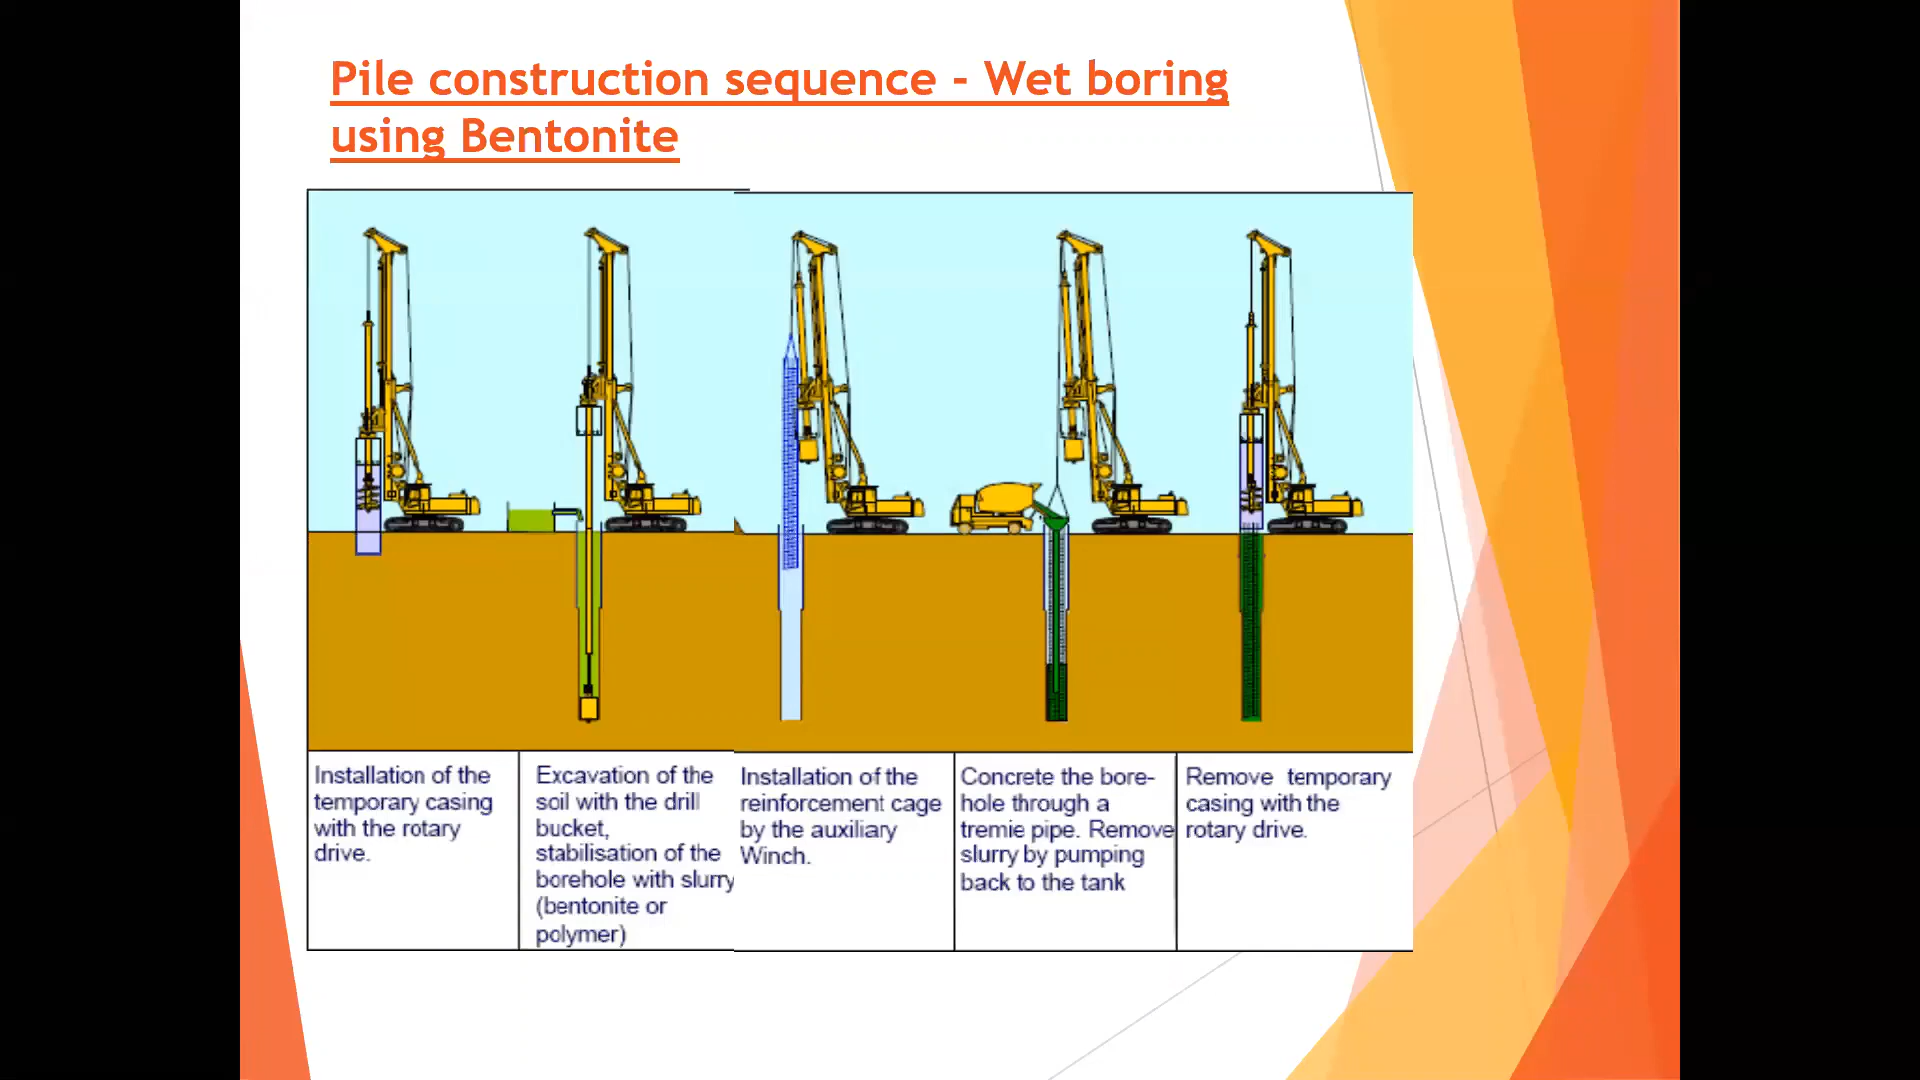 Pile construction sequence - Wet boring
using Bentonite
Installation of the
temporary casing
with the rotary
drive.
Excavation of the
soil with the drill
bucket,
stabilisation of the
borehole with slurry
(bentonite or
polymer)
Installation of the
reinforcement cage
by the auxiliary
Winch.
Concrete the bore-
hole through a
tremie pipe. Remove
slurry by pumping
back to the tank
Remove temporary
casing with the
rotary drive.